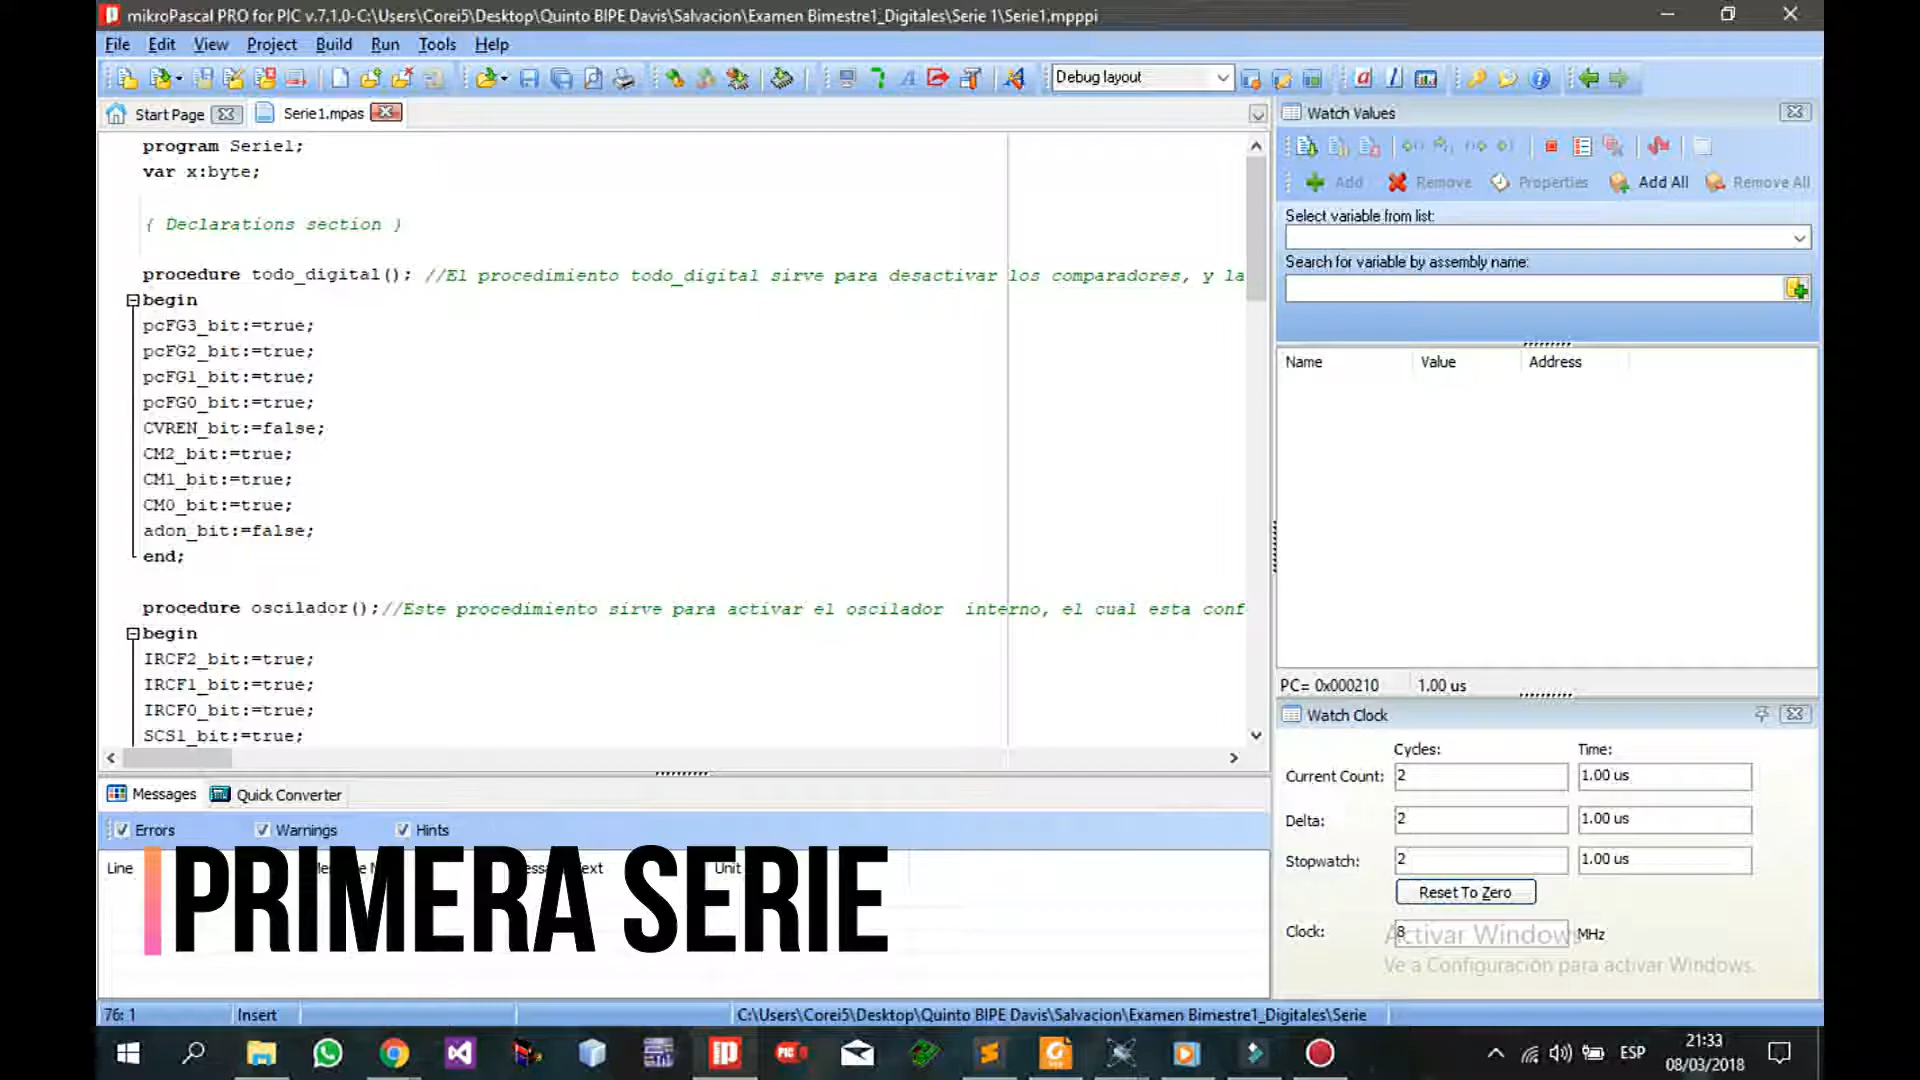 mikroPascal PRO for PIC v.7.1.0-C:\Users\Corei5\Desktop\Quinto BIPE Davis\Salvacion\Examen Bimestre1_Digitales\Serie 1\Serie1.mpppi
File Edit View Project Build Run Tools Help
Debug layout
Start Page
Serie1.mpas
program Serie1;
var x:byte;
{ Declarations section }
procedure todo_digital(); //El procedimiento todo_digital sirve para desactivar los comparadores, y la
begin
pcFG3_bit:=true;
pcFG2_bit:=true;
pcFG1_bit:=true;
pcFG0_bit:=true;
CVREN_bit:=false;
CM2_bit:=true;
CM1_bit:=true;
CM0_bit:=true;
adon_bit:=false;
end;
procedure oscilador();//Este procedimiento sirve para activar el oscilador  interno, el cual esta conf
begin
IRCF2_bit:=true;
IRCF1_bit:=true;
IRCF0_bit:=true;
SCS1_bit:=true;
Watch Values
Add Remove Properties Add All Remove All
Select variable from list:
Search for variable by assembly name:
Name Value Address
PC= 0x000210 1.00 us
Watch Clock
Cycles: Time:
Current Count: 2 1.00 us
Delta: 2 1.00 us
Stopwatch: 2 1.00 us
Reset To Zero
Clock: 8 MHz
Activar Windows
Ve a Configuración para activar Windows.
Messages Quick Converter
Errors Warnings Hints
Line Unit
PRIMERA SERIE
76: 1 Insert C:\Users\Corei5\Desktop\Quinto BIPE Davis\Salvacion\Examen Bimestre1_Digitales\Serie
ESP
21:33
08/03/2018